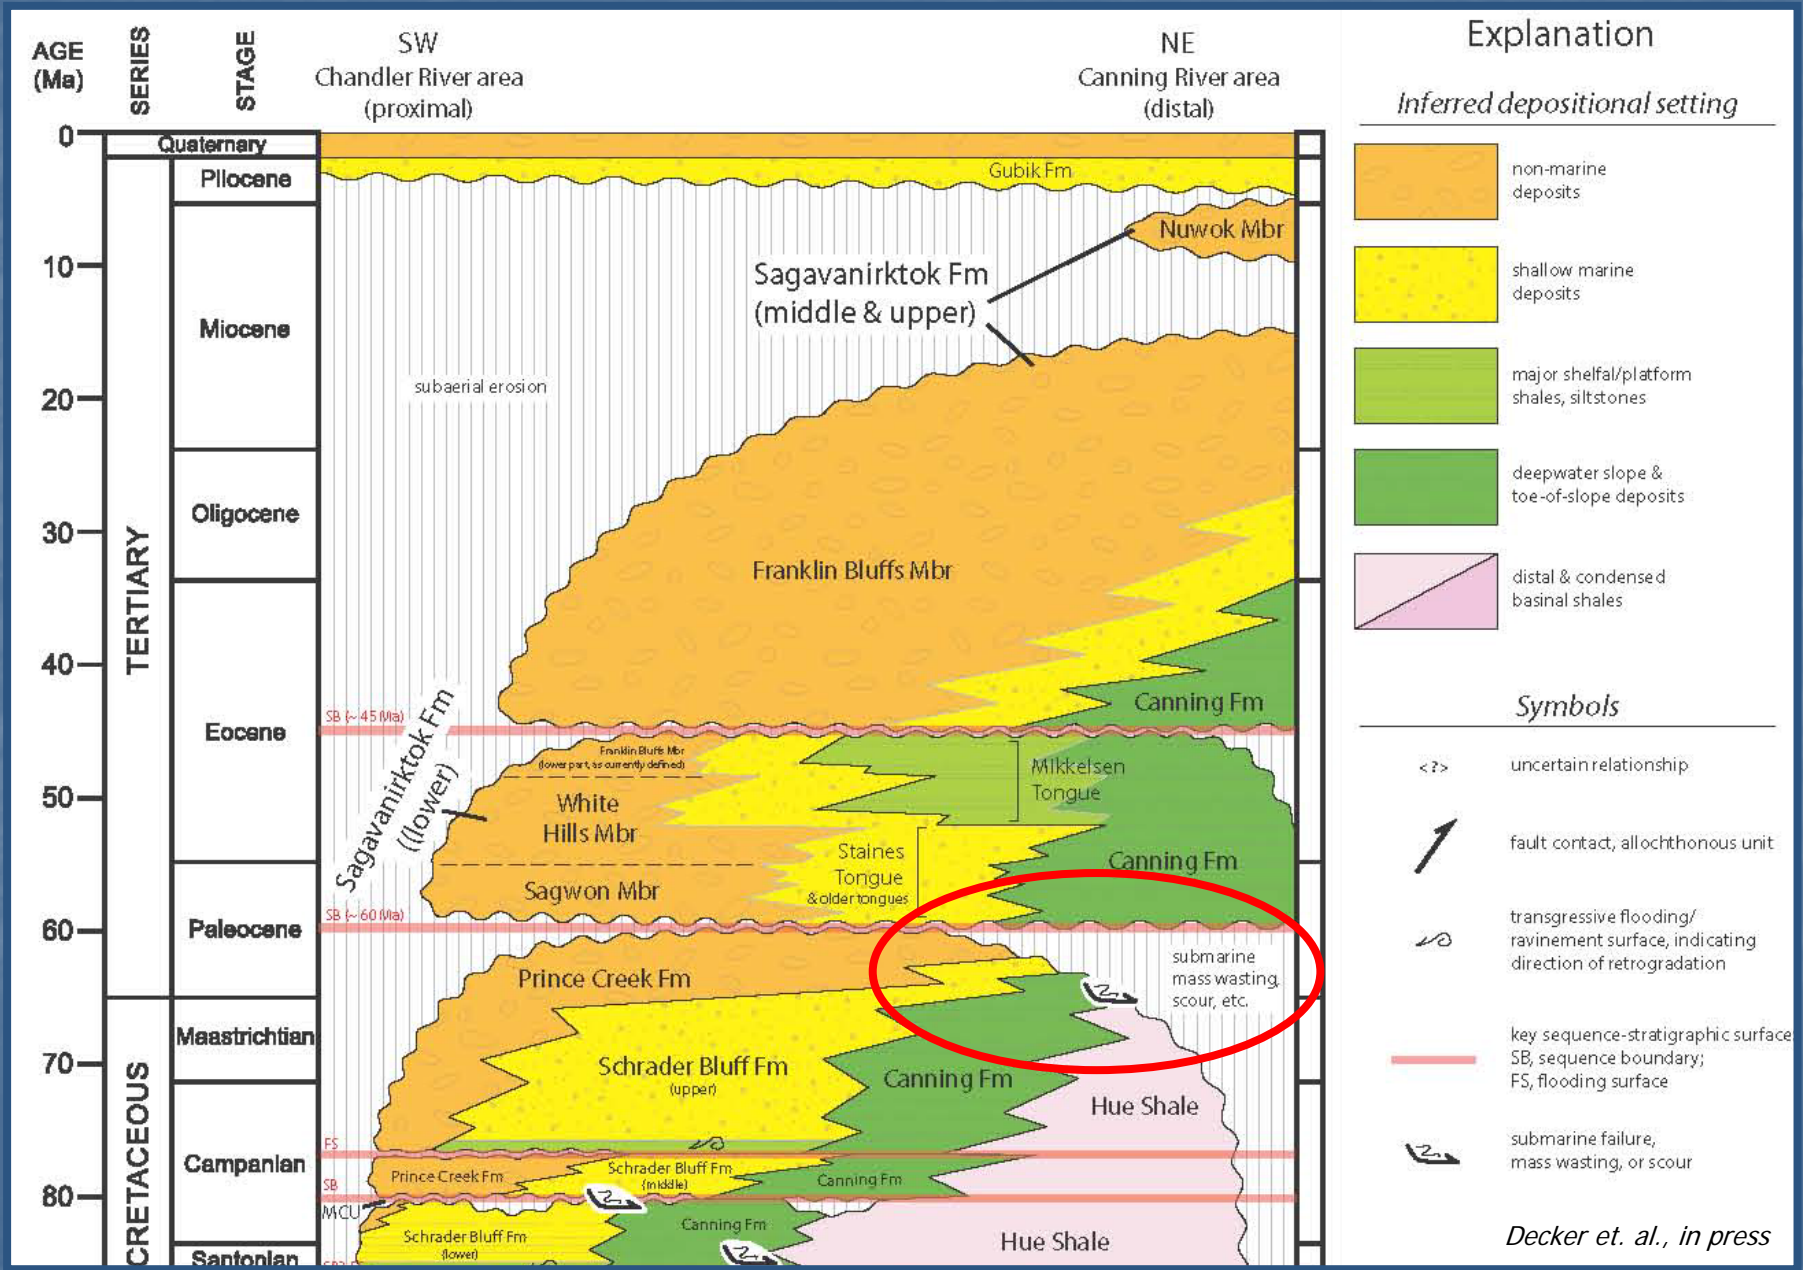 AGE
(Ma)
SERIES
STAGE
SW
Chandler River area
(proximal)
NE
Canning River area
(distal)
0
10
20
30
40
50
60
70
80
TERTIARY
CRETACEOUS
Quaternary
Pliocene
Miocene
Oligocene
Eocene
Paleocene
Maastrichtian
Campanian
Santonian
Gubik Fm
Nuwok Mbr
Sagavanirktok Fm
(middle & upper)
subaerial erosion
Franklin Bluffs Mbr
Canning Fm
SB (~ 45 Ma)
Sagavanirktok Fm
((lower)
Franklin Bluffs Mbr
(lower part, as currently defined)
White
Hills Mbr
Mikkelsen
Tongue
Staines
Tongue
& older tongues
Canning Fm
Sagwon Mbr
SB (~ 60 Ma)
Prince Creek Fm
submarine
mass wasting,
scour, etc.
Schrader Bluff Fm
(upper)
Canning Fm
Hue Shale
FS
Prince Creek Fm
Schrader Bluff Fm
(middle)
Canning Fm
SB
MCU
Schrader Bluff Fm
(lower)
Canning Fm
Hue Shale
Explanation
Inferred depositional setting
non-marine
deposits
shallow marine
deposits
major shelfal/platform
shales, siltstones
deepwater slope &
toe-of-slope deposits
distal & condensed
basinal shales
Symbols
<?>
uncertain relationship
fault contact, allochthonous unit
transgressive flooding/
ravinement surface, indicating
direction of retrogradation
key sequence-stratigraphic surface:
SB, sequence boundary;
FS, flooding surface
submarine failure,
mass wasting, or scour
Decker et. al., in press